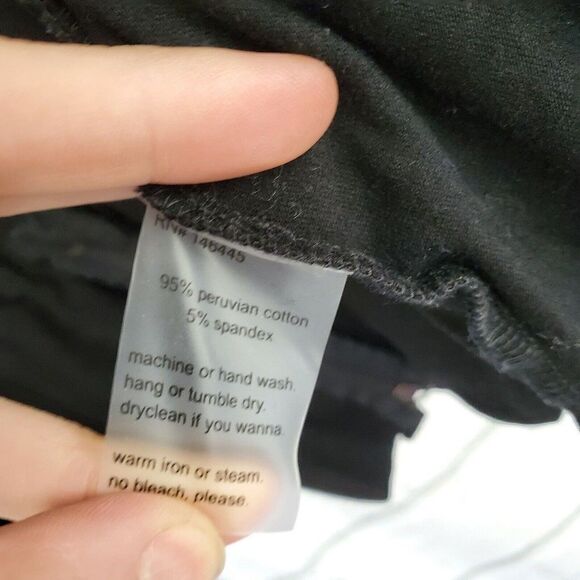 RN# 146445
95% peruvian cotton
5% spandex
machine or hand wash.
hang or tumble dry.
dryclean if you wanna.
warm iron or steam.
no bleach, please.